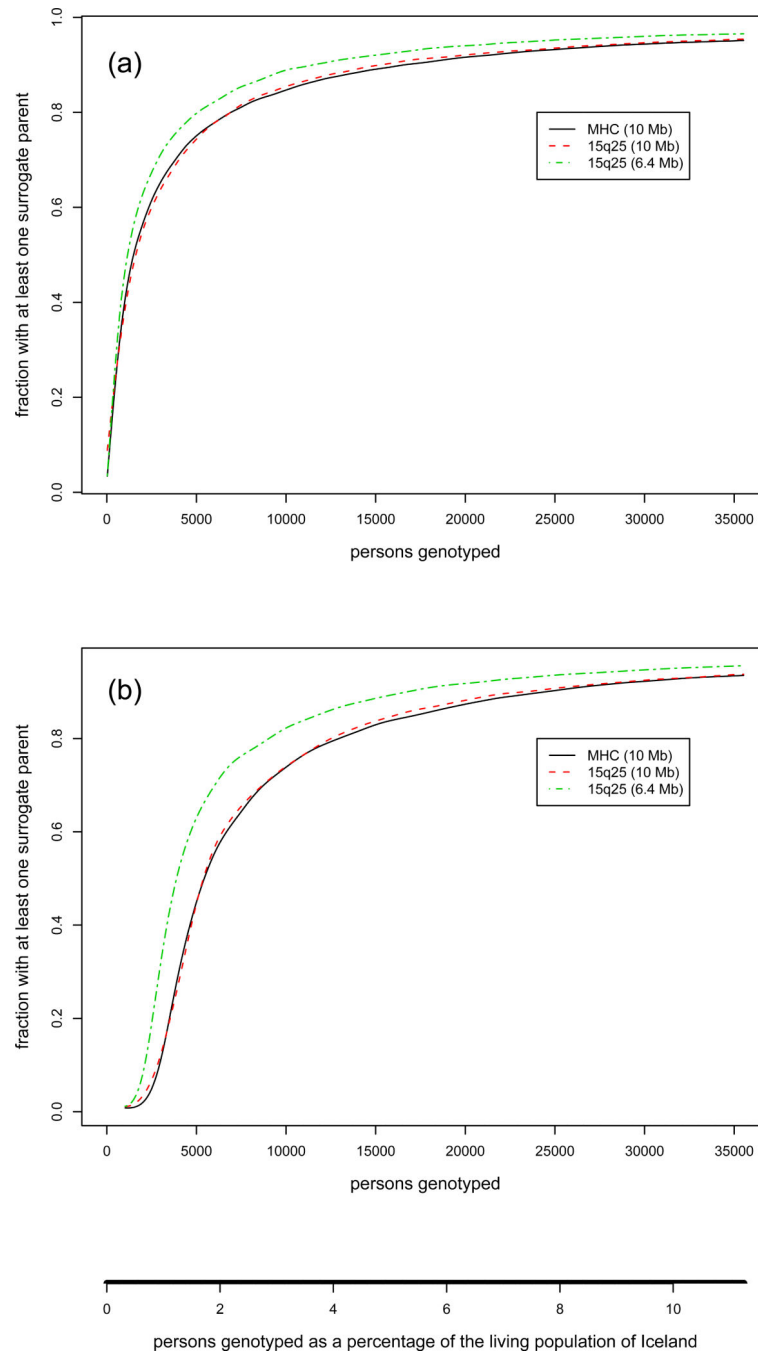 (a)
fraction with at least one surrogate parent
1.0
0.8
0.6
0.4
0.2
0.0
MHC (10 Mb)
15q25 (10 Mb)
15q25 (6.4 Mb)
0 5000 10000 15000 20000 25000 30000 35000
persons genotyped
(b)
fraction with at least one surrogate parent
0.8
0.6
0.4
0.2
0.0
MHC (10 Mb)
15q25 (10 Mb)
15q25 (6.4 Mb)
0 5000 10000 15000 20000 25000 30000 35000
persons genotyped
0 2 4 6 8 10
persons genotyped as a percentage of the living population of Iceland